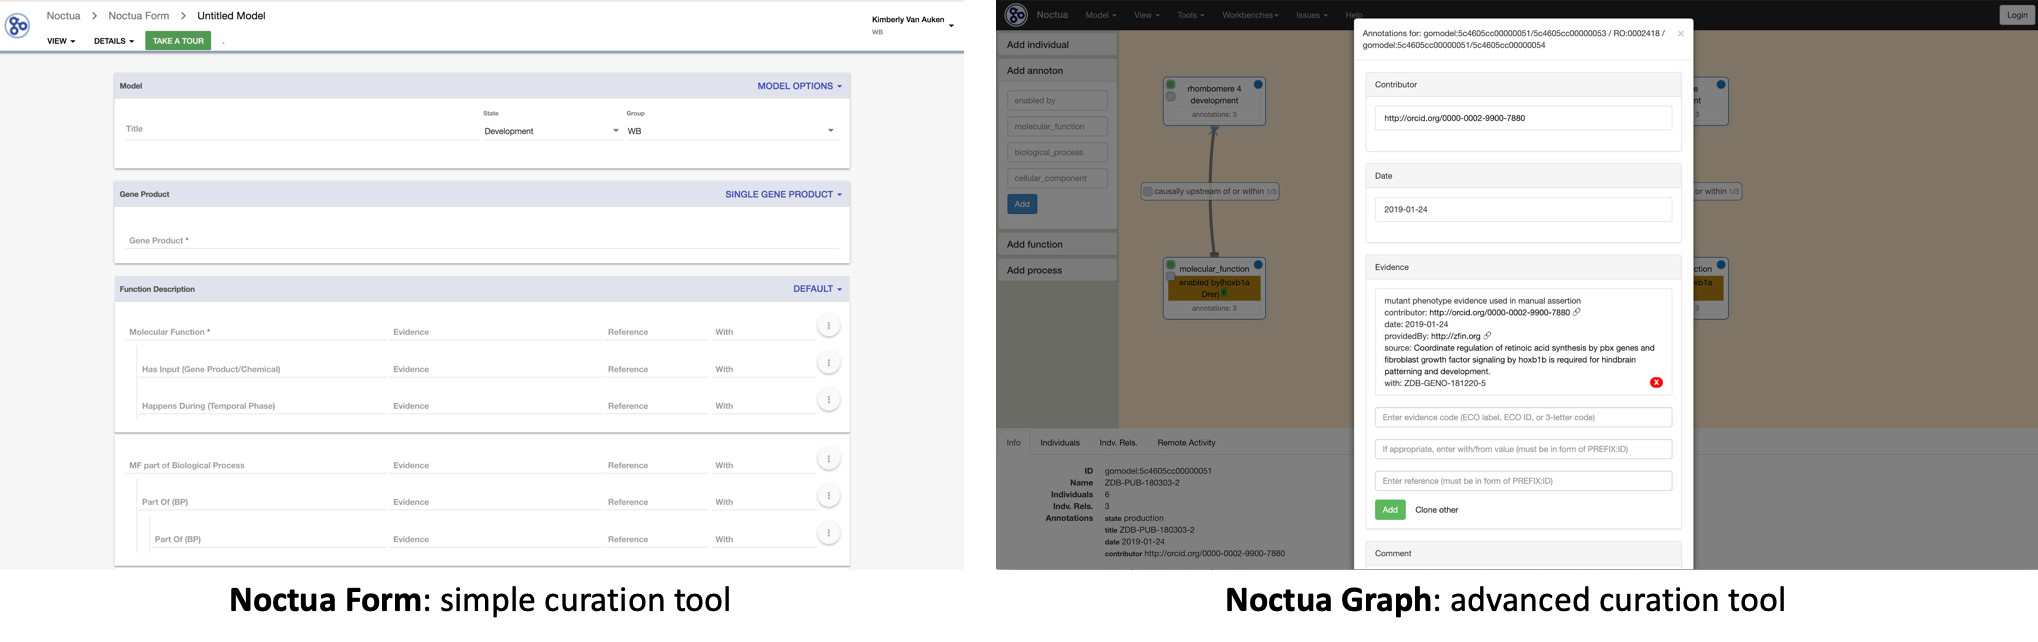 Noctua > Noctua Form > Untitled Model
Kimberly Van Auken
WB
VIEW DETAILS TAKE A TOUR
Model MODEL OPTIONS
Title
State
Development
Group
WB
Gene Product SINGLE GENE PRODUCT
Gene Product *
Function Description DEFAULT
Molecular Function * Evidence Reference With
Has Input (Gene Product/Chemical) Evidence Reference With
Happens During (Temporal Phase) Evidence Reference With
MF part of Biological Process Evidence Reference With
Part Of (BP) Evidence Reference With
Part Of (BP) Evidence Reference With
Noctua Form: simple curation tool
Noctua Model View Tools Workbenches Issues Help
Login
Add individual
Add annoton
enabled by
molecular_function
biological_process
cellular_component
Add
Add function
Add process
rhombomere 4
development
annotations: 3
causally upstream of or within 1/3
molecular_function
enabled by(hoxb1a
Drer)
annotations: 3
or within 1/3
Annotations for: gomodel:5c4605cc00000051/5c4605cc00000053 / RO:0002418 /
gomodel:5c4605cc00000051/5c4605cc00000054
×
Contributor
http://orcid.org/0000-0002-9900-7880
Date
2019-01-24
Evidence
mutant phenotype evidence used in manual assertion
contributor: http://orcid.org/0000-0002-9900-7880
date: 2019-01-24
providedBy: http://zfin.org
source: Coordinate regulation of retinoic acid synthesis by pbx genes and
fibroblast growth factor signaling by hoxb1b is required for hindbrain
patterning and development.
with: ZDB-GENO-181220-5
X
Enter evidence code (ECO label, ECO ID, or 3-letter code)
If appropriate, enter with/from value (must be in form of PREFIX:ID)
Enter reference (must be in form of PREFIX:ID)
Add Clone other
Comment
Info Individuals Indv. Rels. Remote Activity
ID gomodel:5c4605cc00000051
Name ZDB-PUB-180303-2
Individuals 6
Indv. Rels. 3
Annotations state production
title ZDB-PUB-180303-2
date 2019-01-24
contributor http://orcid.org/0000-0002-9900-7880
Noctua Graph: advanced curation tool